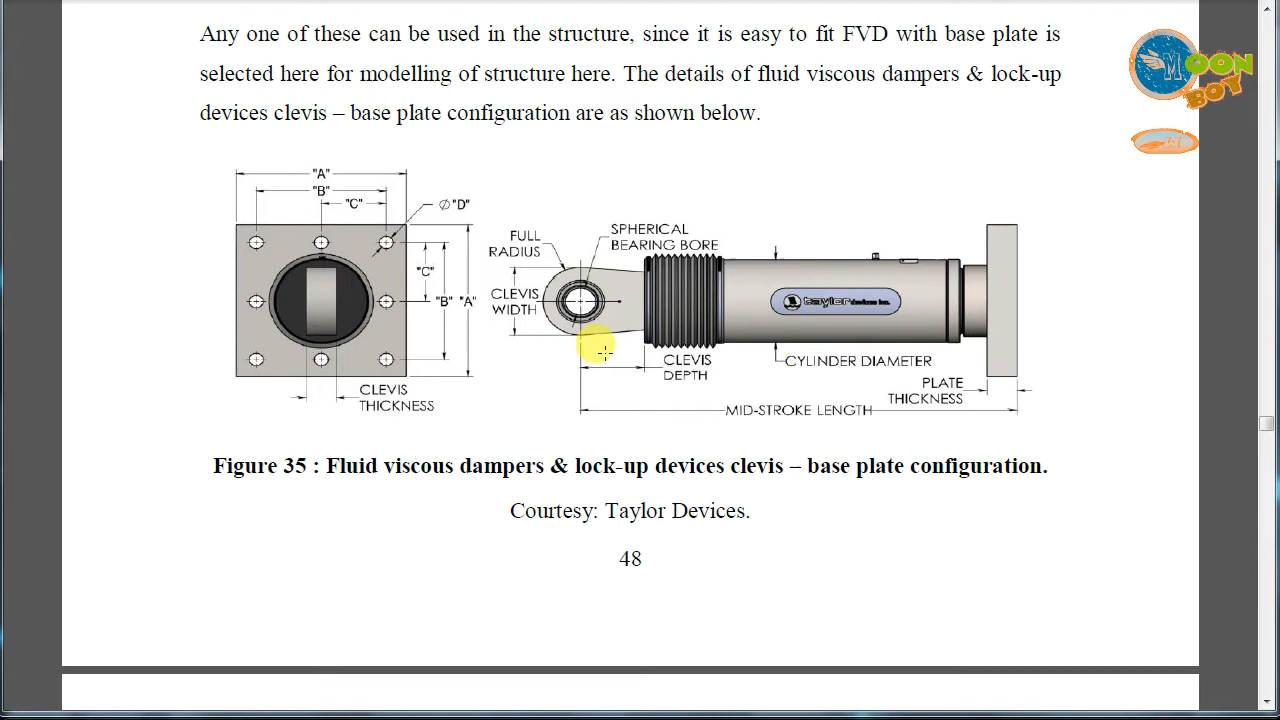 Any one of these can be used in the structure, since it is easy to fit FVD with base plate is
selected here for modelling of structure here. The details of fluid viscous dampers & lock-up
devices clevis – base plate configuration are as shown below.
MOON
BOY
"A"
"B"
"C"
Ø "D"
"C"
"B"
"A"
CLEVIS
THICKNESS
FULL
RADIUS
SPHERICAL
BEARING BORE
CLEVIS
WIDTH
taylor devices inc.
CLEVIS
DEPTH
CYLINDER DIAMETER
PLATE
THICKNESS
MID-STROKE LENGTH
Figure 35 : Fluid viscous dampers & lock-up devices clevis – base plate configuration.
Courtesy: Taylor Devices.
48